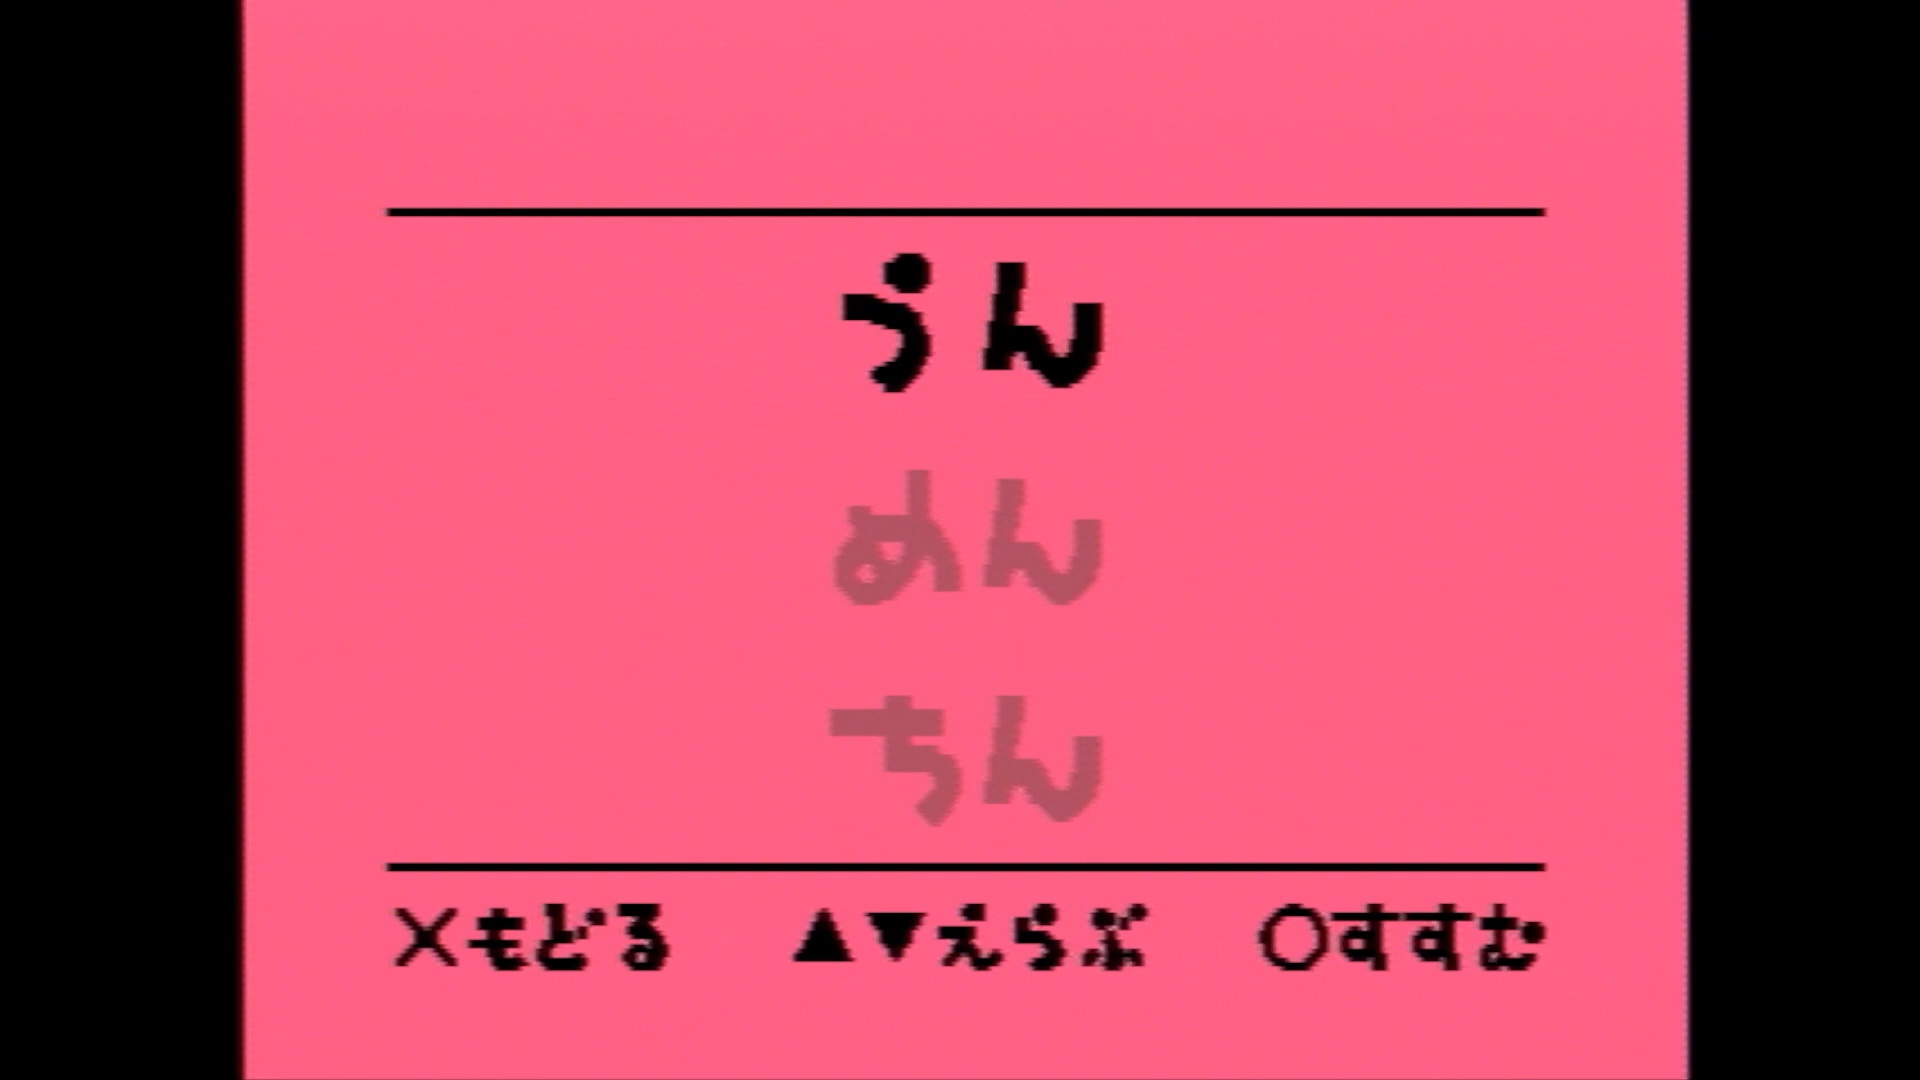 うん
めん
ちん
×もどる ▲▼えらぶ ○すすむ